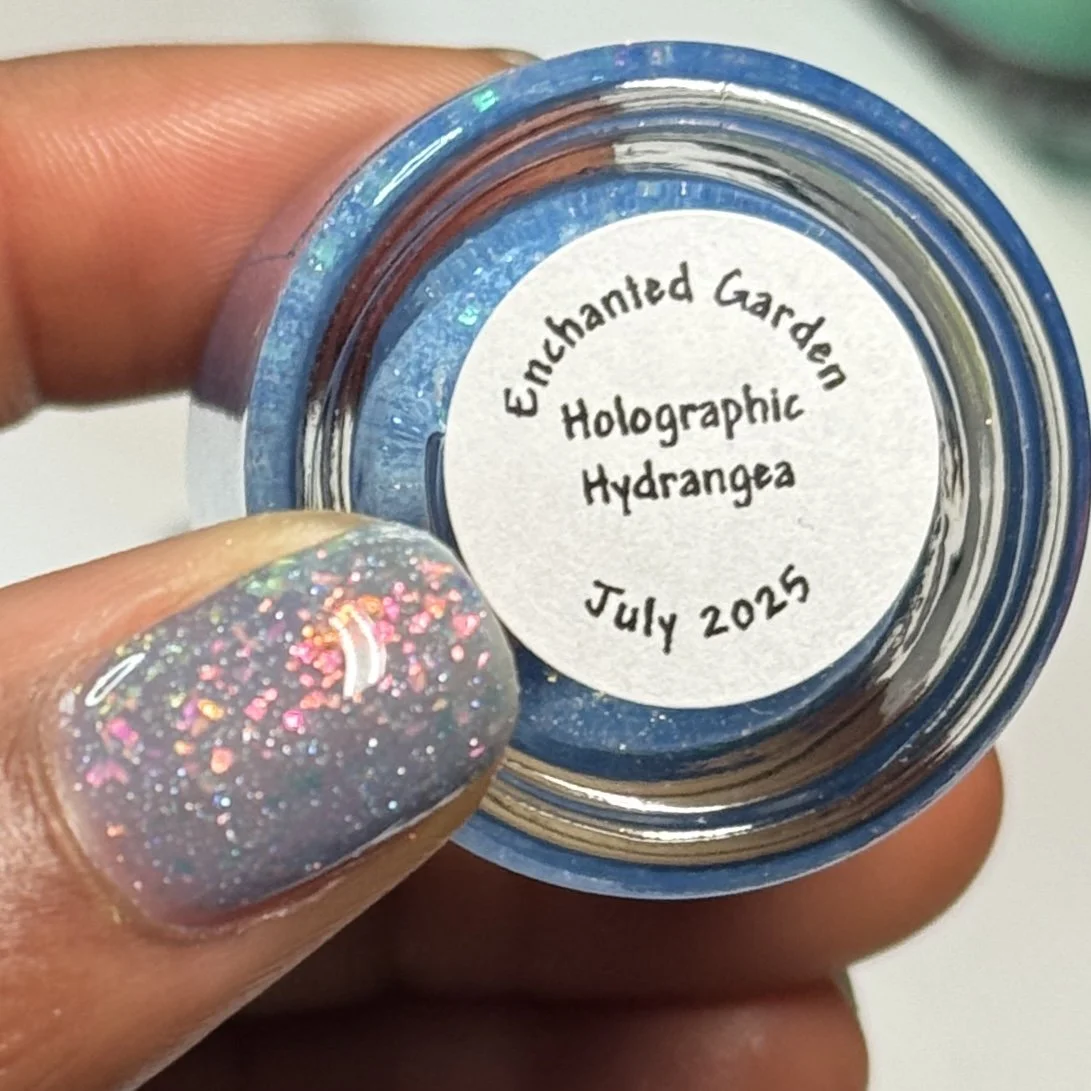 Enchanted Garden
Holographic
Hydrangea
July 2025